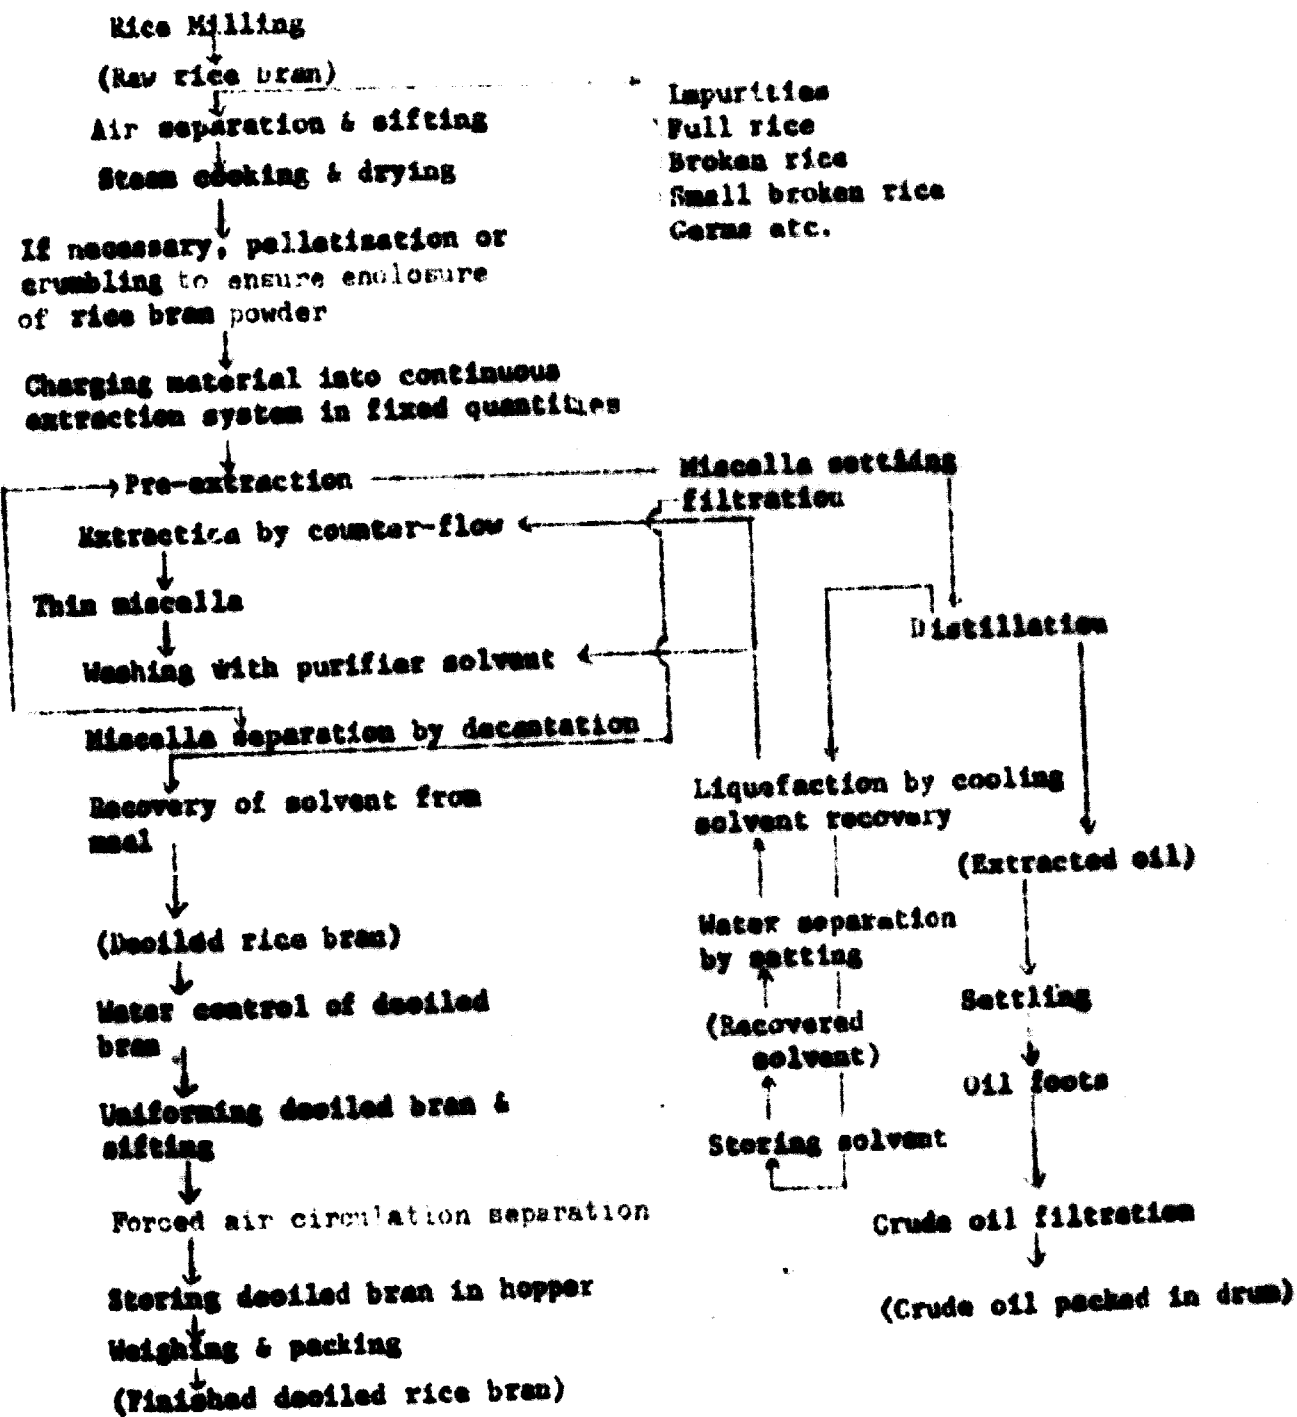 Rice Milling
(Raw rice bran)
Air separation & sifting
Steam cooking & drying
If necessary, pelletization or
crumbling to ensure enclosure
of rice bran powder
Charging material into continuous
extraction system in fixed quantities
Pre-extraction
Extraction by counter-flow
Thin miscella
Washing with purifier solvent
Miscella separation by decantation
Recovery of solvent from
meal
(Deoiled rice bran)
Water control of deoiled
bran
Uniforming deoiled bran &
sifting
Forced air circulation separation
Storing deoiled bran in hopper
Weighing & packing
(Finished deoiled rice bran)
Impurities
Full rice
Broken rice
Small broken rice
Germs etc.
Miscella setting
filtration
Distillation
Liquefaction by cooling
solvent recovery
Water separation
by setting
(Recovered
solvent)
Storing solvent
(Extracted oil)
Settling
Oil foots
Crude oil filtration
(Crude oil packed in drum)